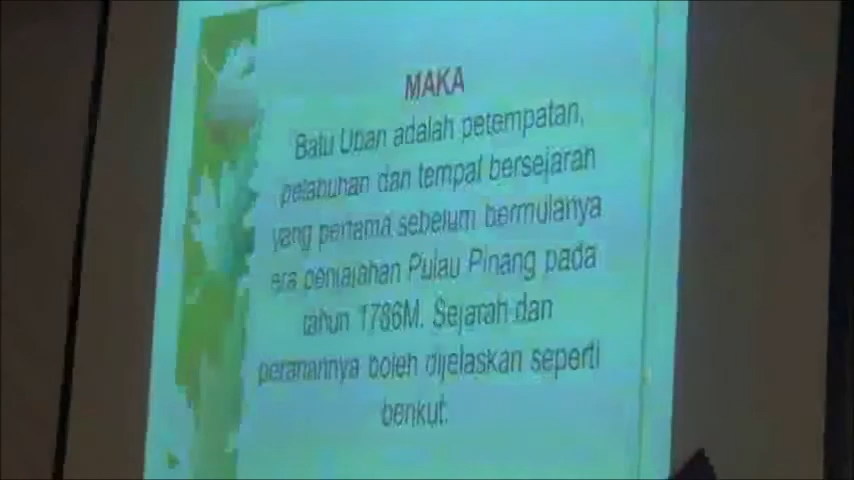 MAKA
Batu Uban adalah petempatan,
pelabuhan dan tempat bersejarah
yang pertama sebelum bermulanya
era penjajahan Pulau Pinang pada
tahun 1786M. Sejarah dan
peranannya boleh dijelaskan seperti
berikut: